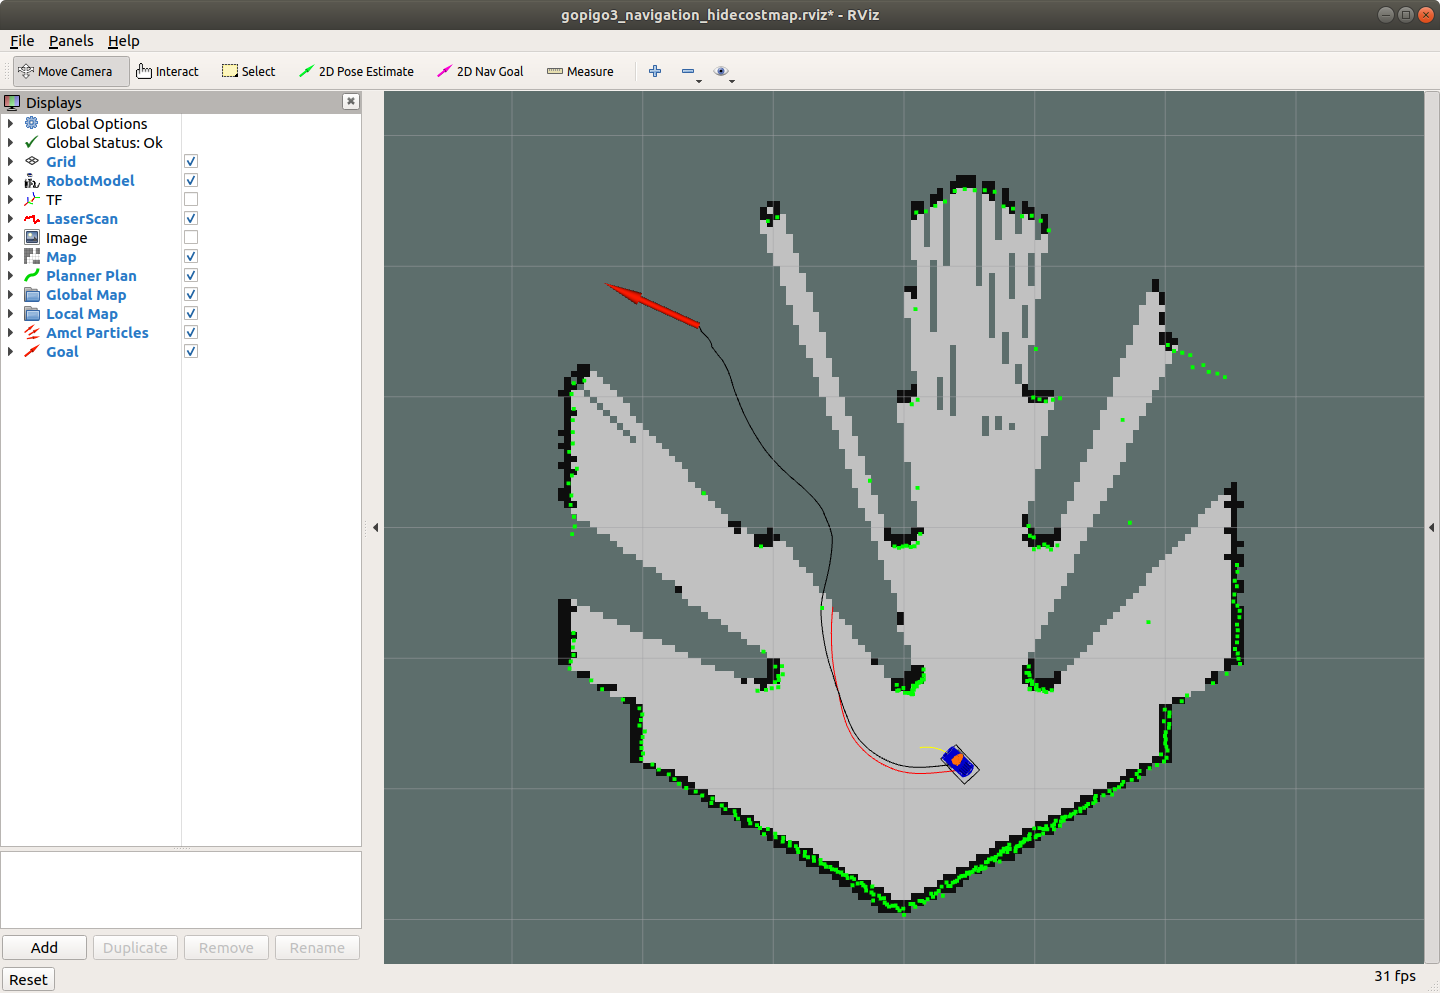 gopigo3_navigation_hidecostmap.rviz* - RViz
File Panels Help
Move Camera Interact Select 2D Pose Estimate 2D Nav Goal Measure
Displays
Global Options
Global Status: Ok
Grid
RobotModel
TF
LaserScan
Image
Map
Planner Plan
Global Map
Local Map
Amcl Particles
Goal
Add Duplicate Remove Rename
Reset
31 fps